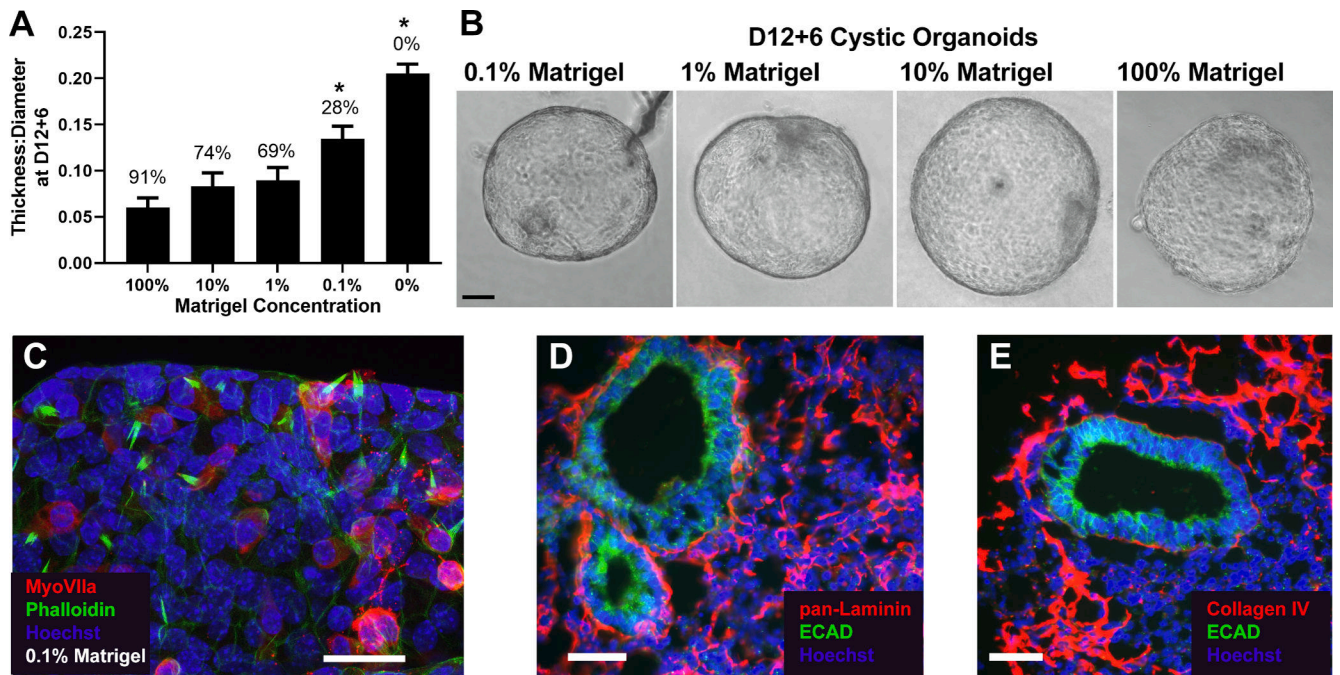 A
Thickness:Diameter
at D12+6
0.25
0.20
0.15
0.10
0.05
0.00
91%
74%
69%
*
28%
*
0%
100%
10%
1%
0.1%
0%
Matrigel Concentration
B
D12+6 Cystic Organoids
0.1% Matrigel
1% Matrigel
10% Matrigel
100% Matrigel
C
MyoVIIa
Phalloidin
Hoechst
0.1% Matrigel
D
pan-Laminin
ECAD
Hoechst
E
Collagen IV
ECAD
Hoechst